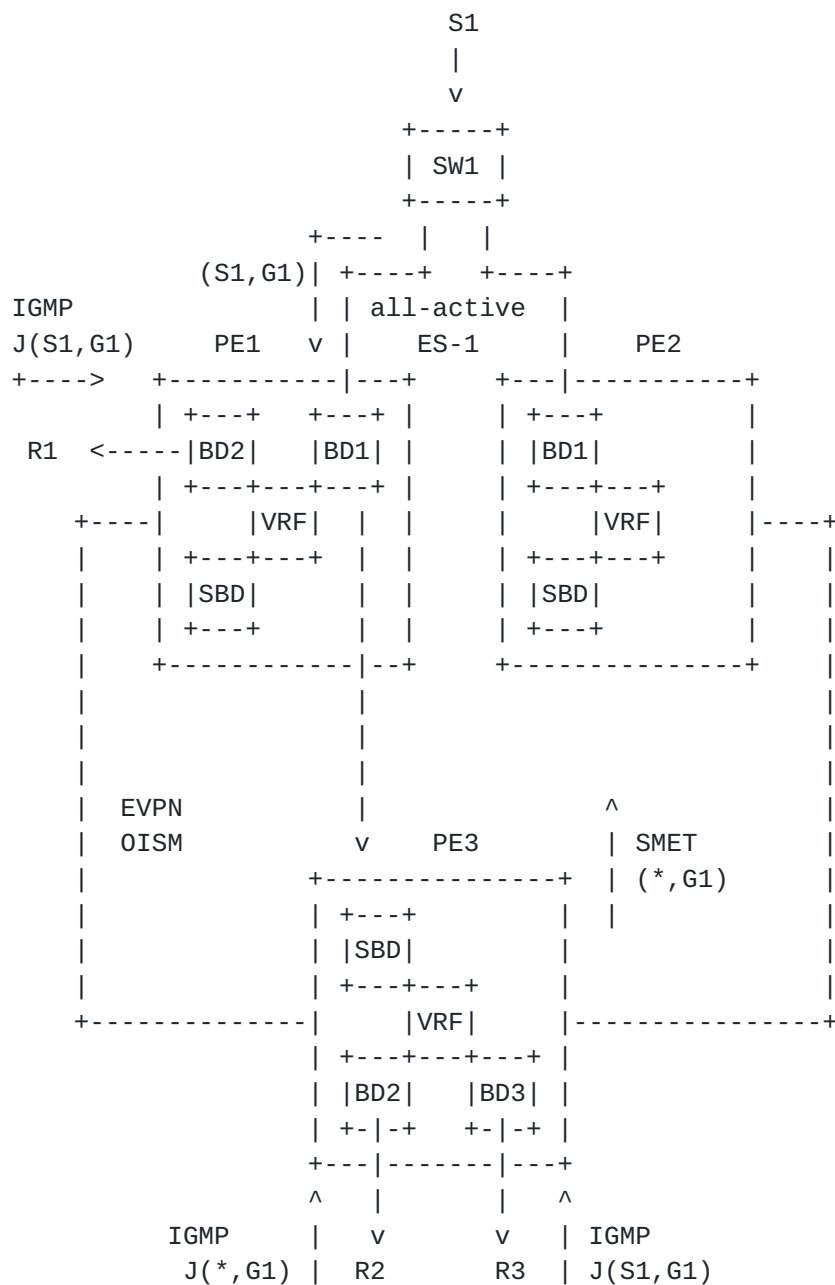 S1
|
v
+-----+
| SW1 |
+-----+
+---- | |
(S1,G1)| +----+ +----+
IGMP | | all-active |
J(S1,G1) PE1 v | ES-1 | PE2
+----> +-----------|---+ +---|-----------+
| +---+ +---+ | | +---+ |
R1 <-----|BD2| |BD1| | | |BD1| |
| +---+---+---+ | | +---+---+ |
+----| |VRF| | | | |VRF| |----+
| | +---+---+ | | | +---+---+ | |
| | |SBD| | | | |SBD| | |
| | +---+ | | | +---+ | |
| +------------|--+ +---------------+ |
| | |
| | |
| | |
| EVPN | ^ |
| OISM v PE3 | SMET |
| +---------------+ | (*,G1) |
| | +---+ | | |
| | |SBD| | |
| | +---+---+ | |
+--------------| |VRF| |----------------+
| +---+---+---+ |
| |BD2| |BD3| |
| +-|-+ +-|-+ |
+---|-------|---+
^ | | ^
IGMP | v v | IGMP
J(*,G1) | R2 R3 | J(S1,G1)